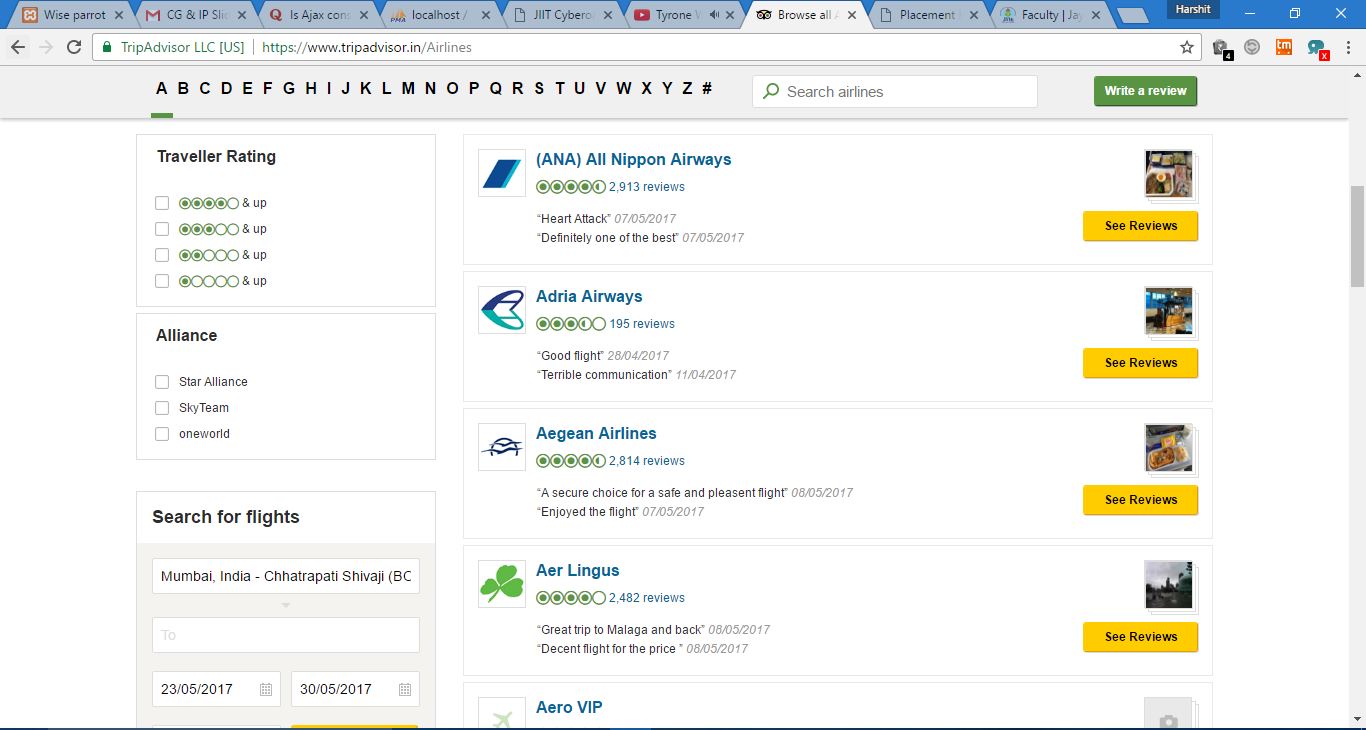 Wise parrot
CG & IP Slid
Is Ajax cons
localhost /
JIIT Cybero
Tyrone
Browse all A
Placement
Faculty | Jay
Harshit
TripAdvisor LLC [US]
https://www.tripadvisor.in/Airlines
4
tm
x
A B C D E F G H I J K L M N O P Q R S T U V W X Y Z #
Search airlines
Write a review
Traveller Rating
& up
& up
& up
& up
Alliance
Star Alliance
SkyTeam
oneworld
Search for flights
Mumbai, India - Chhatrapati Shivaji (BO
To
23/05/2017
30/05/2017
(ANA) All Nippon Airways
2,913 reviews
“Heart Attack” 07/05/2017
“Definitely one of the best” 07/05/2017
See Reviews
Adria Airways
195 reviews
“Good flight” 28/04/2017
“Terrible communication” 11/04/2017
See Reviews
Aegean Airlines
2,814 reviews
“A secure choice for a safe and pleasent flight” 08/05/2017
“Enjoyed the flight” 07/05/2017
See Reviews
Aer Lingus
2,482 reviews
“Great trip to Malaga and back” 08/05/2017
“Decent flight for the price ” 08/05/2017
See Reviews
Aero VIP